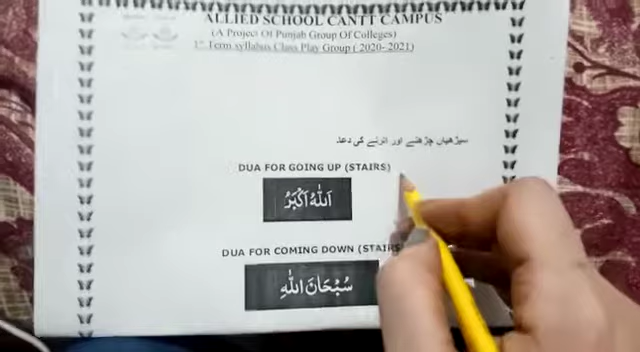 ALLIED SCHOOL CANTT CAMPUS
(A Project Of Punjab Group Of Colleges)
1st Term syllabus Class Play Group ( 2020- 2021)
سیڑھیاں چڑھنے اور اترنے کی دعا
DUA FOR GOING UP (STAIRS)
اَللّٰهُ اَكْبَرُ
DUA FOR COMING DOWN (STAIRS
سُبْحَانَ اللّٰهِ